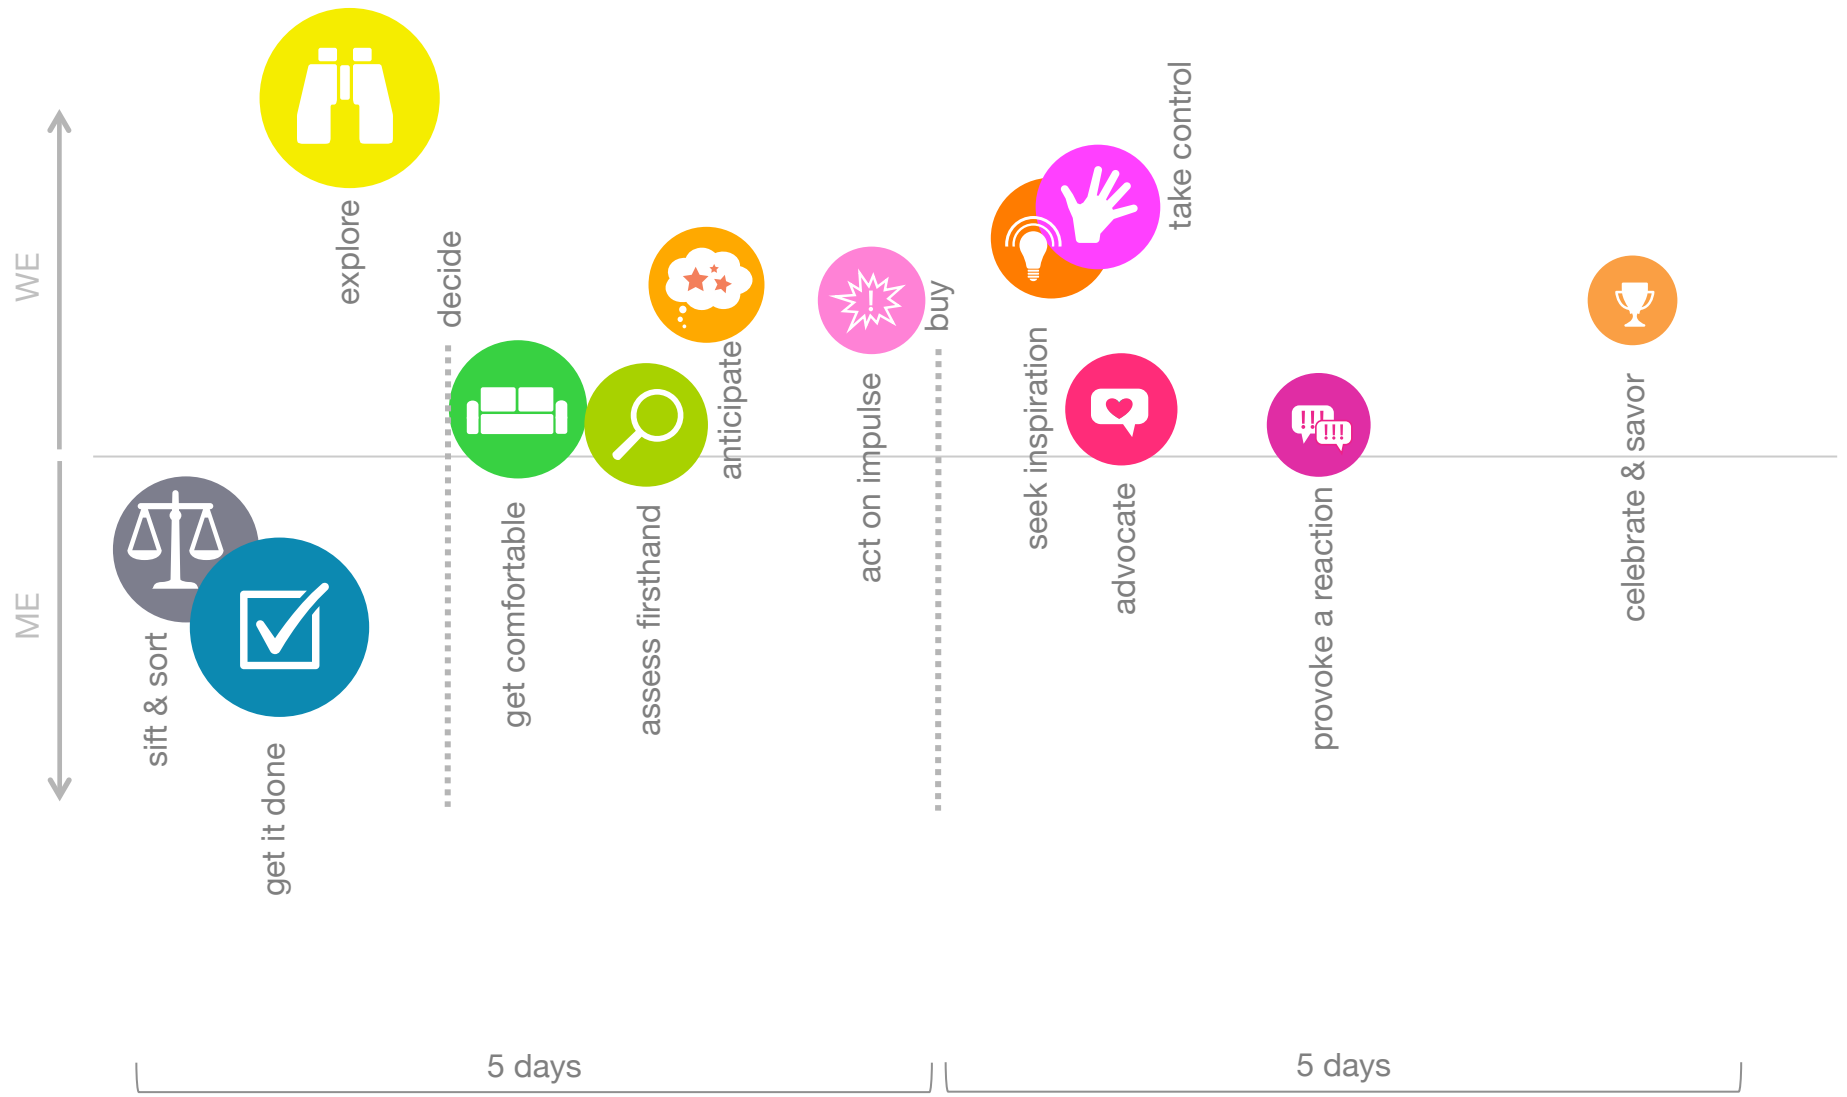 WE
ME
explore
sift & sort
get it done
decide
get comfortable
assess firsthand
anticipate
act on impulse
!
buy
seek inspiration
take control
advocate
!!!
!!!
provoke a reaction
celebrate & savor
5 days
5 days